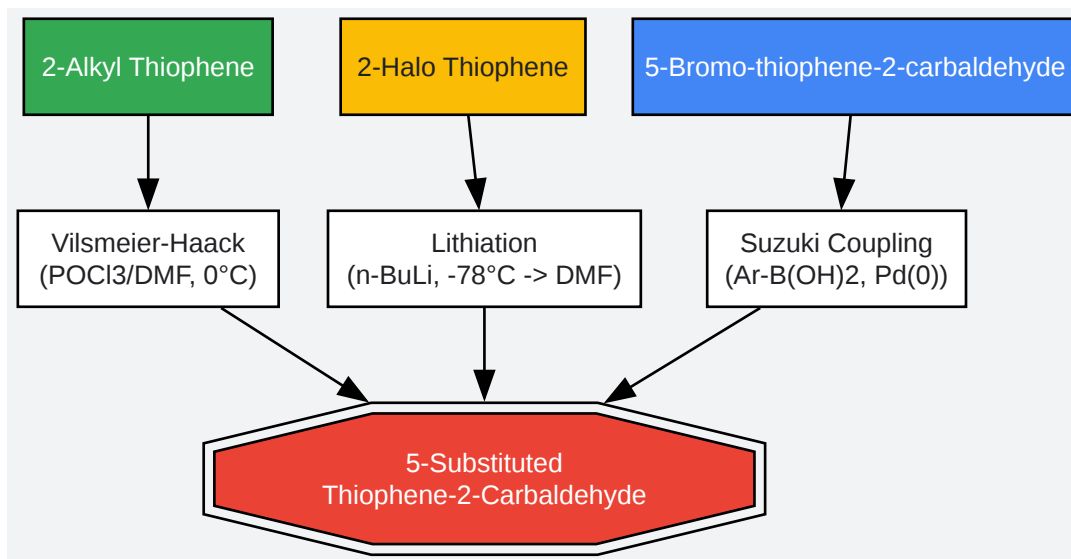 2-Alkyl Thiophene
2-Halo Thiophene
5-Bromo-thiophene-2-carbaldehyde
Vilsmeier-Haack
(POCl3/DMF, 0°C)
Lithiation
(n-BuLi, -78°C -> DMF)
Suzuki Coupling
(Ar-B(OH)2, Pd(0))
5-Substituted
Thiophene-2-Carbaldehyde